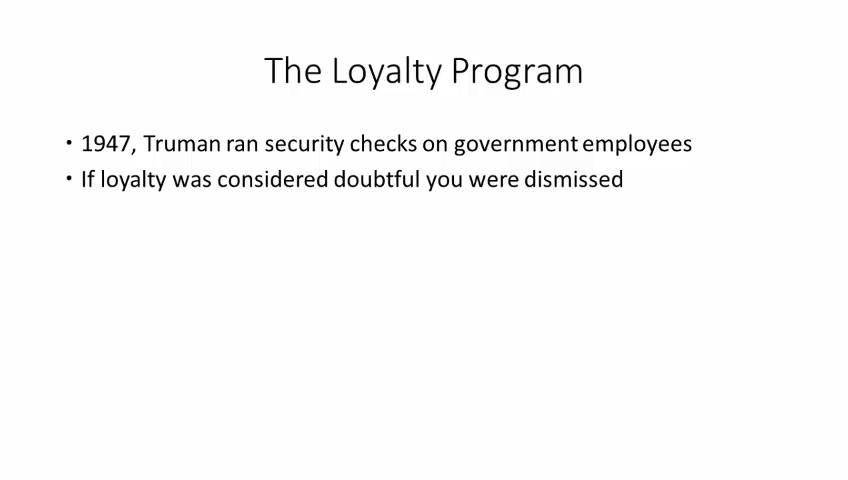 The Loyalty Program
• 1947, Truman ran security checks on government employees
• If loyalty was considered doubtful you were dismissed